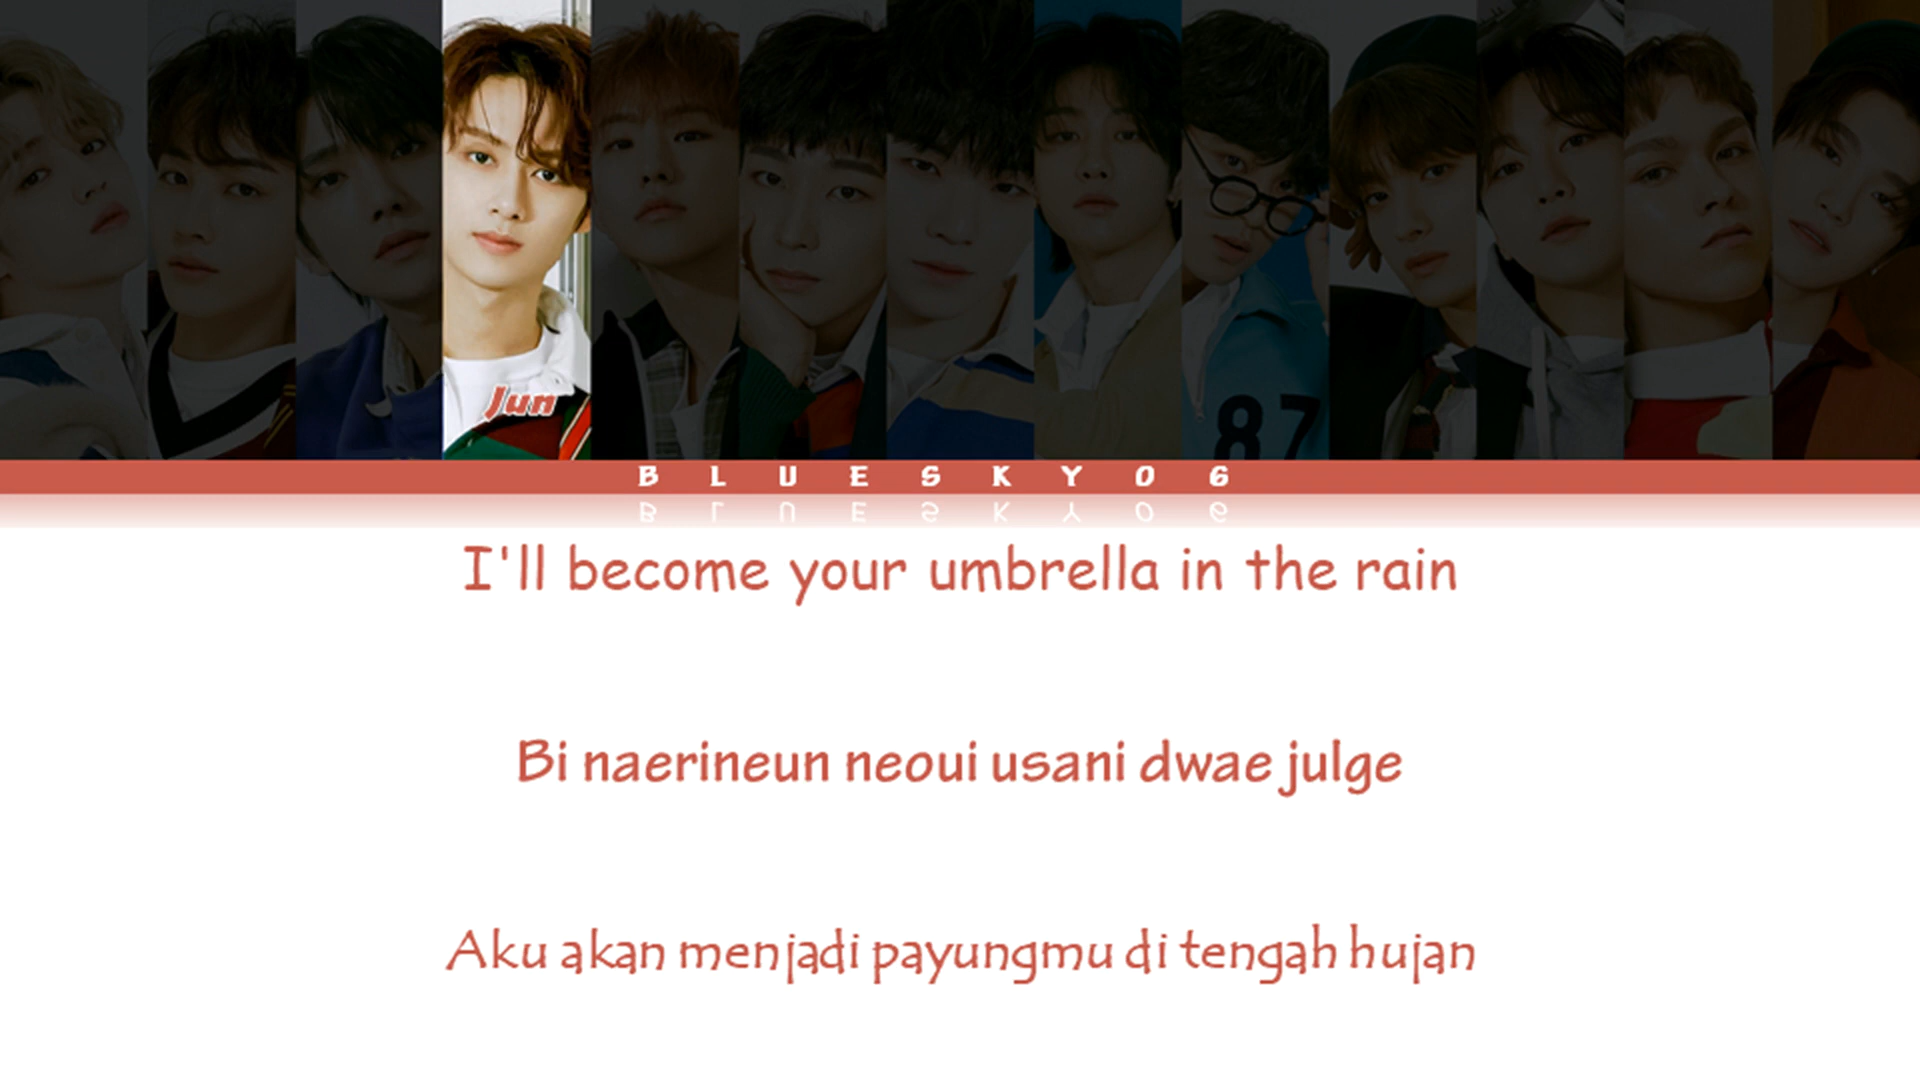 Jun
87
BLUESKY06
I'll become your umbrella in the rain
Bi naerineun neoui usani dwae julge
Aku akan menjadi payungmu di tengah hujan